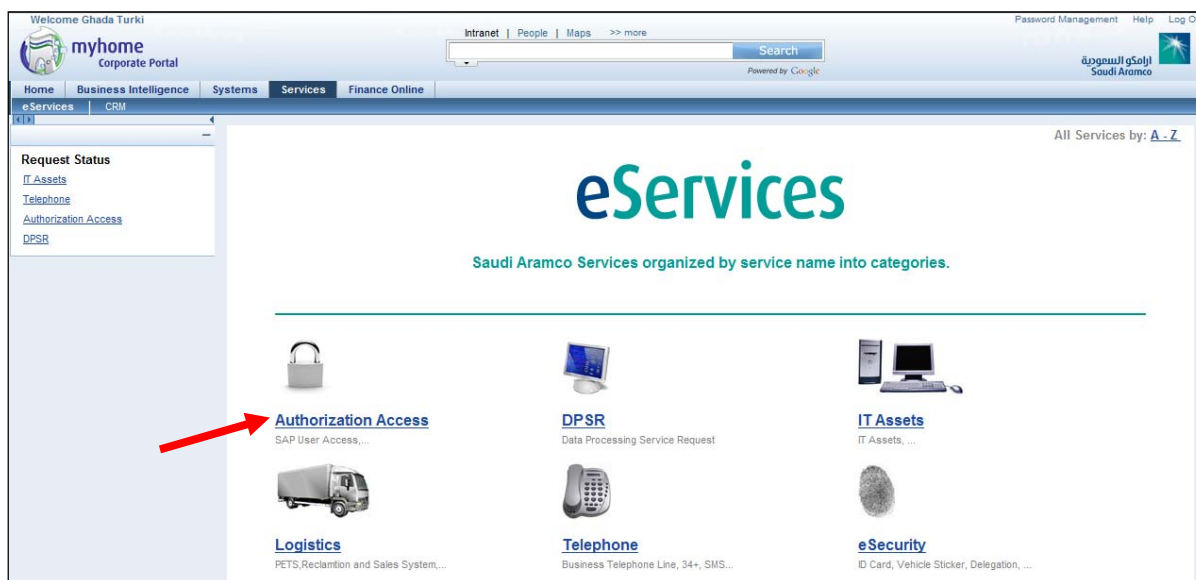 Welcome Ghada Turki
Password Management Help Log O
myhome
Corporate Portal
Intranet | People | Maps >> more
Search
Powered by Google
ارامكو السعودية
Saudi Aramco
Home Business Intelligence Systems Services Finance Online
eServices CRM
All Services by: A - Z
Request Status
IT Assets
Telephone
Authorization Access
DPSR
eServices
Saudi Aramco Services organized by service name into categories.
Authorization Access
SAP User Access,...
DPSR
Data Processing Service Request
IT Assets
IT Assets, ...
Logistics
PETS,Reclamtion and Sales System,...
Telephone
Business Telephone Line, 34+, SMS...
eSecurity
ID Card, Vehicle Sticker, Delegation, ...